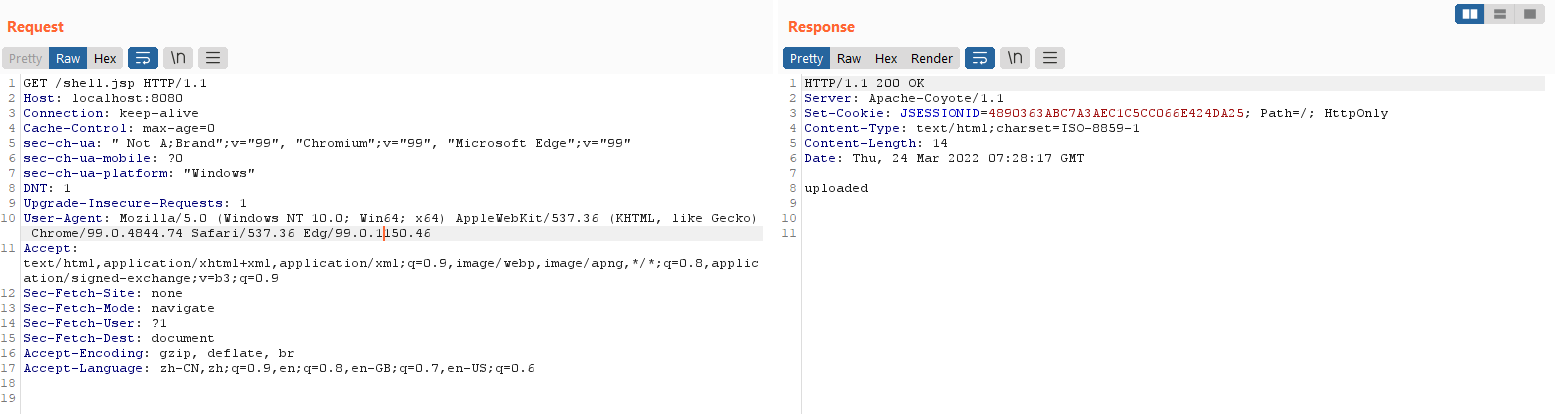 Request
Pretty Raw Hex \n
1 GET /shell.jsp HTTP/1.1
2 Host: localhost:8080
3 Connection: keep-alive
4 Cache-Control: max-age=0
5 sec-ch-ua: " Not A;Brand";v="99", "Chromium";v="99", "Microsoft Edge";v="99"
6 sec-ch-ua-mobile: ?0
7 sec-ch-ua-platform: "Windows"
8 DNT: 1
9 Upgrade-Insecure-Requests: 1
10 User-Agent: Mozilla/5.0 (Windows NT 10.0; Win64; x64) AppleWebKit/537.36 (KHTML, like Gecko)
Chrome/99.0.4844.74 Safari/537.36 Edg/99.0.1150.46
11 Accept:
text/html,application/xhtml+xml,application/xml;q=0.9,image/webp,image/apng,*/*;q=0.8,applic
ation/signed-exchange;v=b3;q=0.9
12 Sec-Fetch-Site: none
13 Sec-Fetch-Mode: navigate
14 Sec-Fetch-User: ?1
15 Sec-Fetch-Dest: document
16 Accept-Encoding: gzip, deflate, br
17 Accept-Language: zh-CN,zh;q=0.9,en;q=0.8,en-GB;q=0.7,en-US;q=0.6
18
19
Response
Pretty Raw Hex Render \n
1 HTTP/1.1 200 OK
2 Server: Apache-Coyote/1.1
3 Set-Cookie: JSESSIONID=4890363ABC7A3AEC1C5CC066E424DA25; Path=/; HttpOnly
4 Content-Type: text/html;charset=ISO-8859-1
5 Content-Length: 14
6 Date: Thu, 24 Mar 2022 07:28:17 GMT
7
8 uploaded
9
10
11